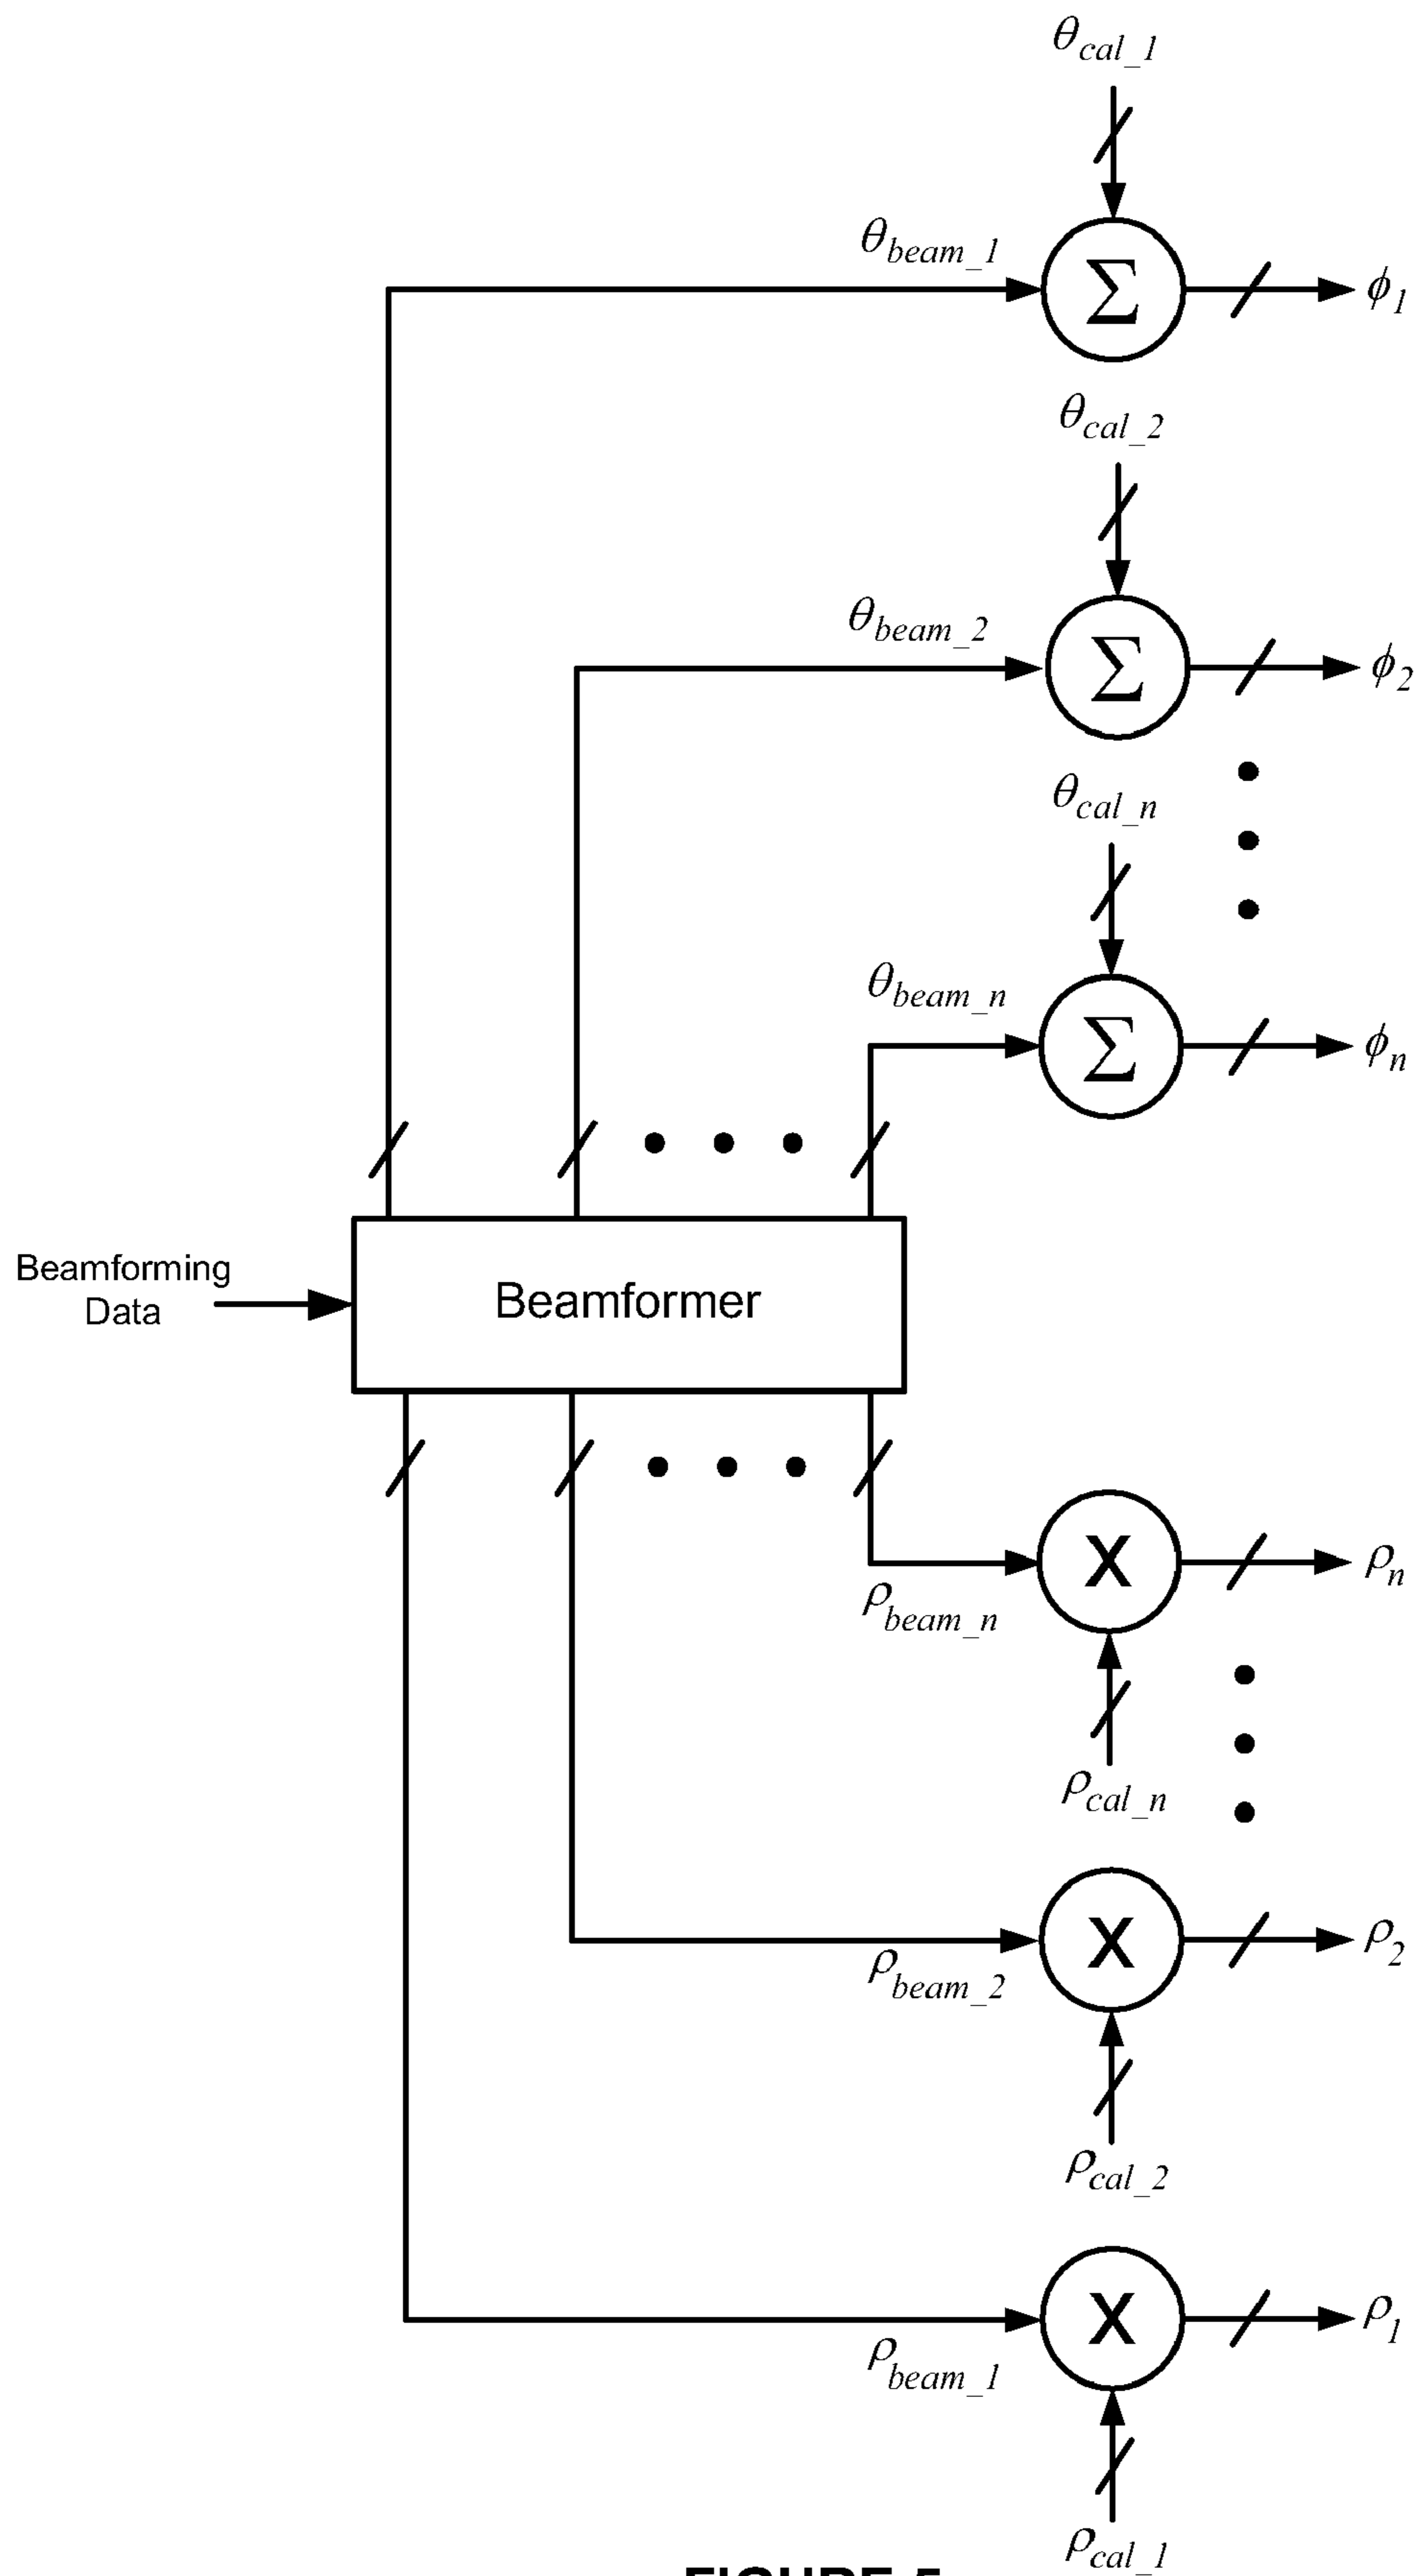 θcal_1
θbeam_1
Σ
ϕ1
θcal_2
θbeam_2
Σ
ϕ2
θcal_n
θbeam_n
Σ
ϕn
Beamforming
Data
Beamformer
X
ρn
ρbeam_n
ρcal_n
X
ρ2
ρbeam_2
ρcal_2
X
ρ1
ρbeam_1
ρcal_1